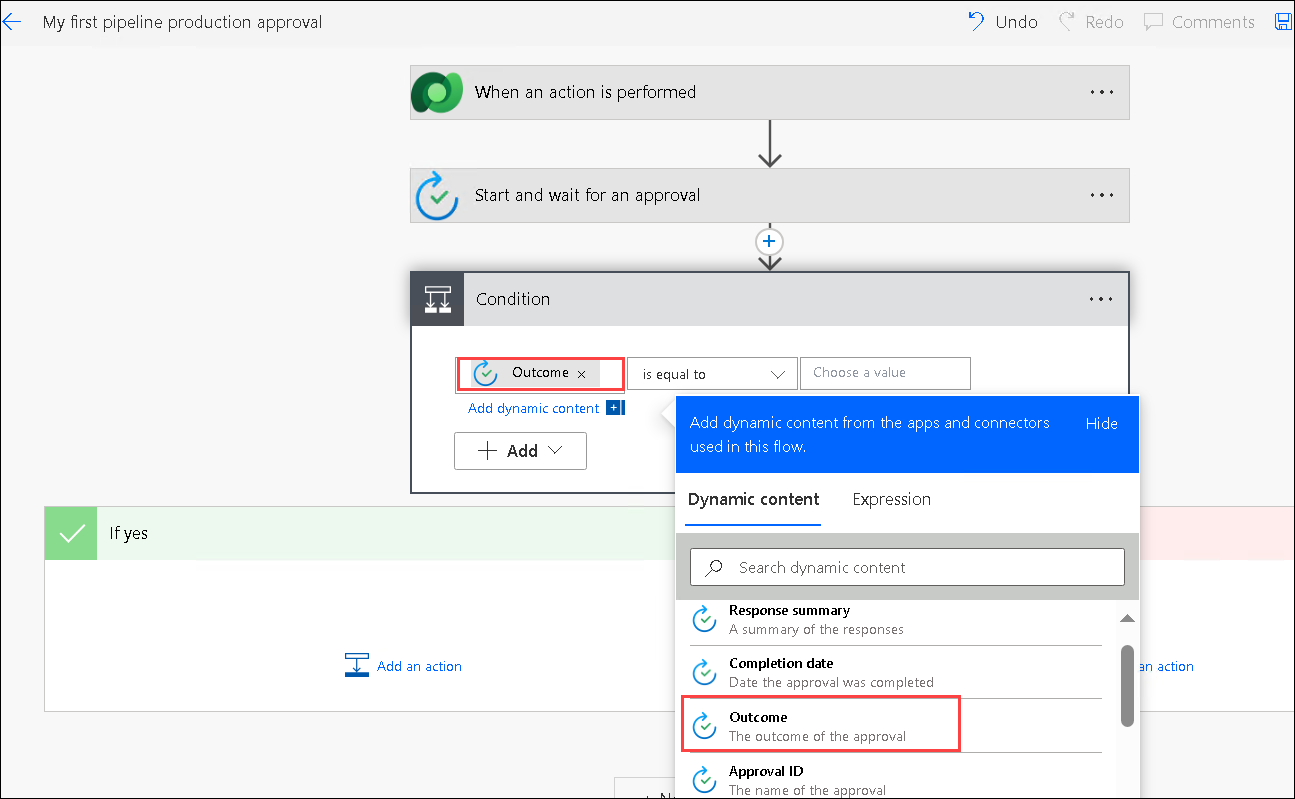 My first pipeline production approval
Undo
Redo
Comments
When an action is performed
Start and wait for an approval
Condition
Outcome
is equal to
Choose a value
Add dynamic content
Add
Add dynamic content from the apps and connectors
used in this flow.
Hide
Dynamic content
Expression
If yes
Search dynamic content
Response summary
A summary of the responses
Add an action
Completion date
Date the approval was completed
an action
Outcome
The outcome of the approval
Approval ID
The name of the approval